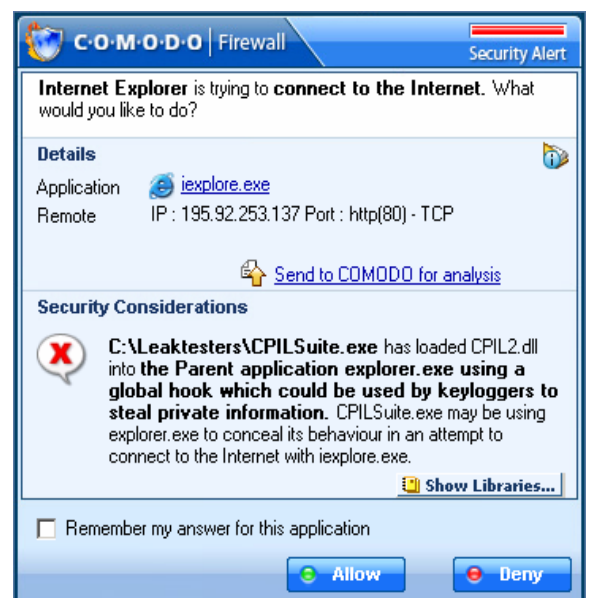 C·O·M·O·D·O Firewall
Security Alert
Internet Explorer is trying to connect to the Internet. What
would you like to do?
Details
Application iexplore.exe
Remote IP : 195.92.253.137 Port : http(80) - TCP
Send to COMODO for analysis
Security Considerations
C:\Leaktesters\CPILSuite.exe has loaded CPIL2.dll
into the Parent application explorer.exe using a
global hook which could be used by keyloggers to
steal private information. CPILSuite.exe may be using
explorer.exe to conceal its behaviour in an attempt to
connect to the Internet with iexplore.exe.
Show Libraries...
Remember my answer for this application
Allow Deny